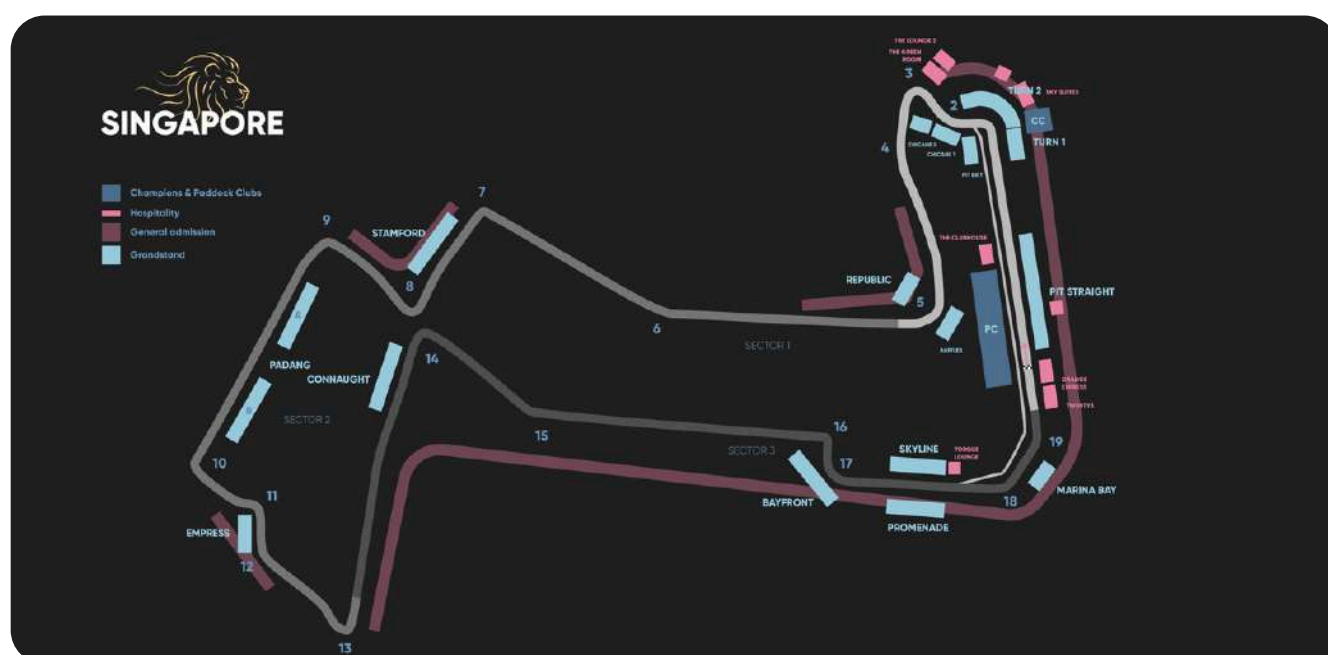 SINGAPORE
Champions & Paddock Clubs
Hospitality
General admission
Grandstand
THE LOUNGE 2
THE GREEN
ROOM
3
2
TURN 2
SKY SUITES
CC
TURN 1
4
CHICANE 2
CHICANE 1
PIT EXIT
7
9
STAMFORD
8
THE CLUBHOUSE
REPUBLIC
5
PIT STRAIGHT
PC
RAFFLES
6
SECTOR 1
A
PADANG
CONNAUGHT
14
B
SECTOR 2
TWENTY3
15
16
19
SECTOR 3
17
SKYLINE
TURN
LOUNGE
10
11
BAYFRONT
18
MARINA BAY
PROMENADE
EMPRESS
12
13